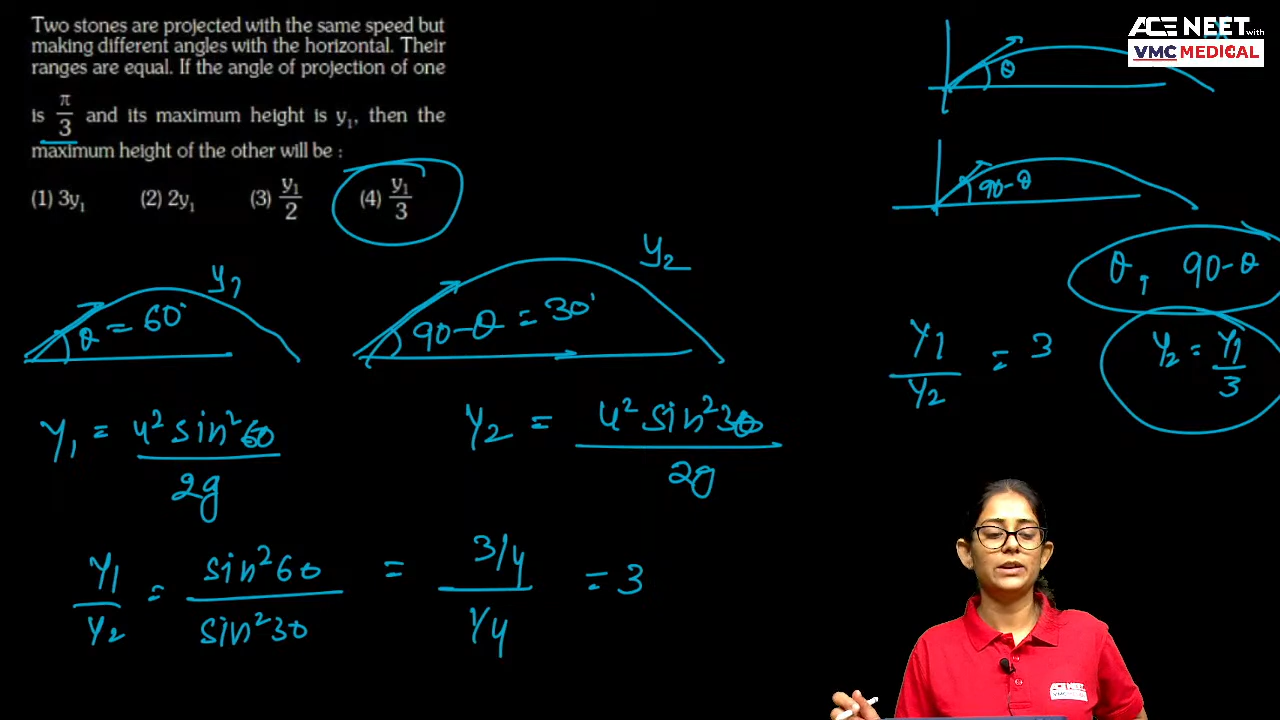 Two stones are projected with the same speed but
making different angles with the horizontal. Their
ranges are equal. If the angle of projection of one
is π/3 and its maximum height is y₁, then the
maximum height of the other will be :
(1) 3y₁ (2) 2y₁ (3) y₁/2 (4) y₁/3
ACE NEET with
VMC MEDICAL
θ
90-θ
θ, 90-θ
y₁/y₂ = 3
y₂ = y₁/3
y₁
θ = 60°
y₂
90-θ = 30°
y₁ = u² sin² 60 / 2g
y₂ = u² sin² 30 / 2g
y₁/y₂ = sin² 60 / sin² 30 = 3/4 / 1/4 = 3
ACE NEET
VMC MEDICAL